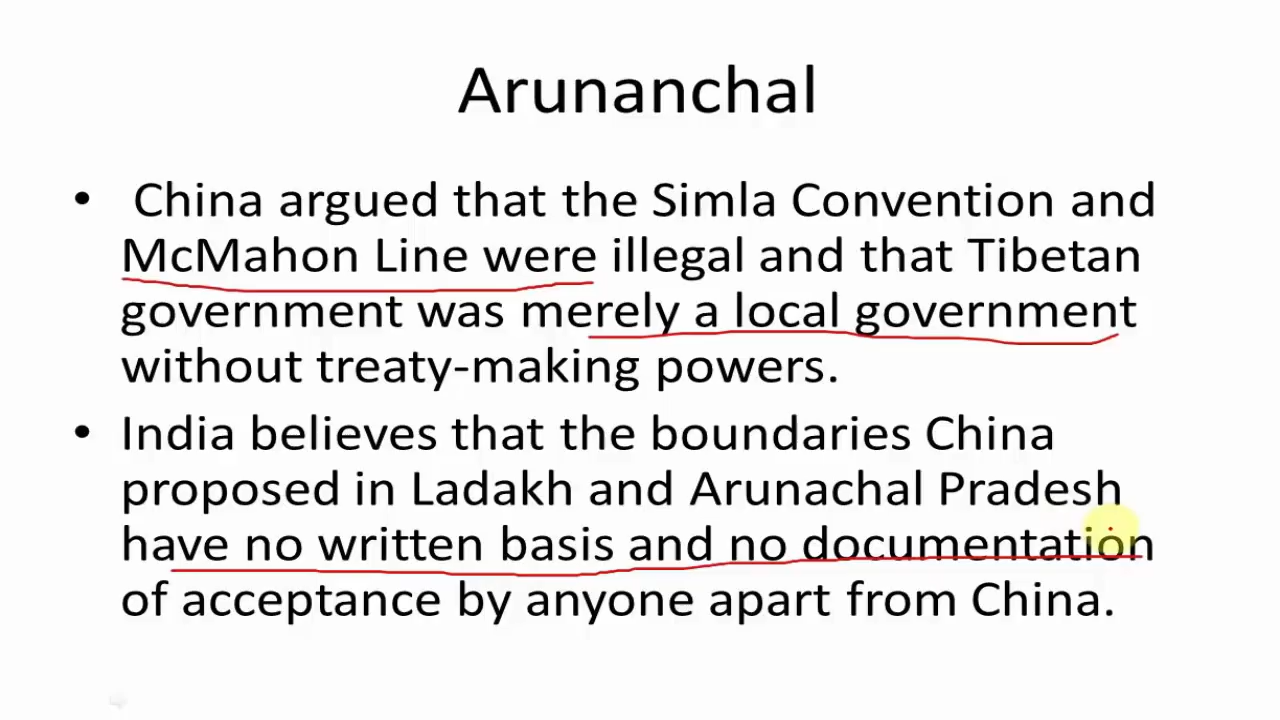 Arunanchal
• China argued that the Simla Convention and
McMahon Line were illegal and that Tibetan
government was merely a local government
without treaty-making powers.
• India believes that the boundaries China
proposed in Ladakh and Arunachal Pradesh
have no written basis and no documentation
of acceptance by anyone apart from China.